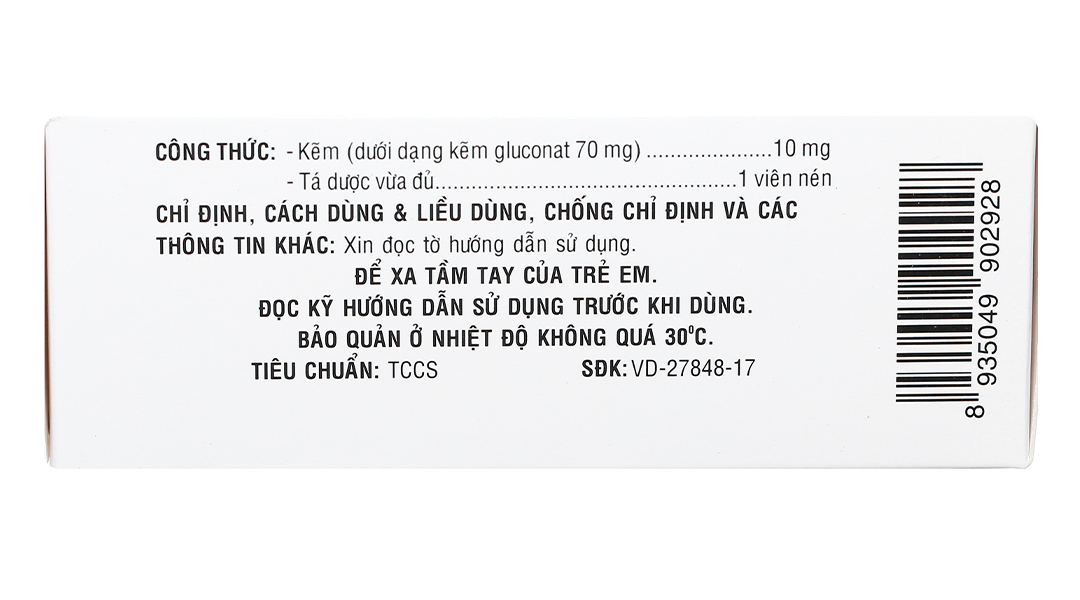 CÔNG THỨC: - Kẽm (dưới dạng kẽm gluconat 70 mg) .....................10 mg
- Tá dược vừa đủ..................................................1 viên nén
CHỈ ĐỊNH, CÁCH DÙNG & LIỀU DÙNG, CHỐNG CHỈ ĐỊNH VÀ CÁC
THÔNG TIN KHÁC: Xin đọc tờ hướng dẫn sử dụng.
ĐỂ XA TẦM TAY CỦA TRẺ EM.
ĐỌC KỸ HƯỚNG DẪN SỬ DỤNG TRƯỚC KHI DÙNG.
BẢO QUẢN Ở NHIỆT ĐỘ KHÔNG QUÁ 30⁰C.
TIÊU CHUẨN: TCCS SĐK: VD-27848-17
8 935049 902928